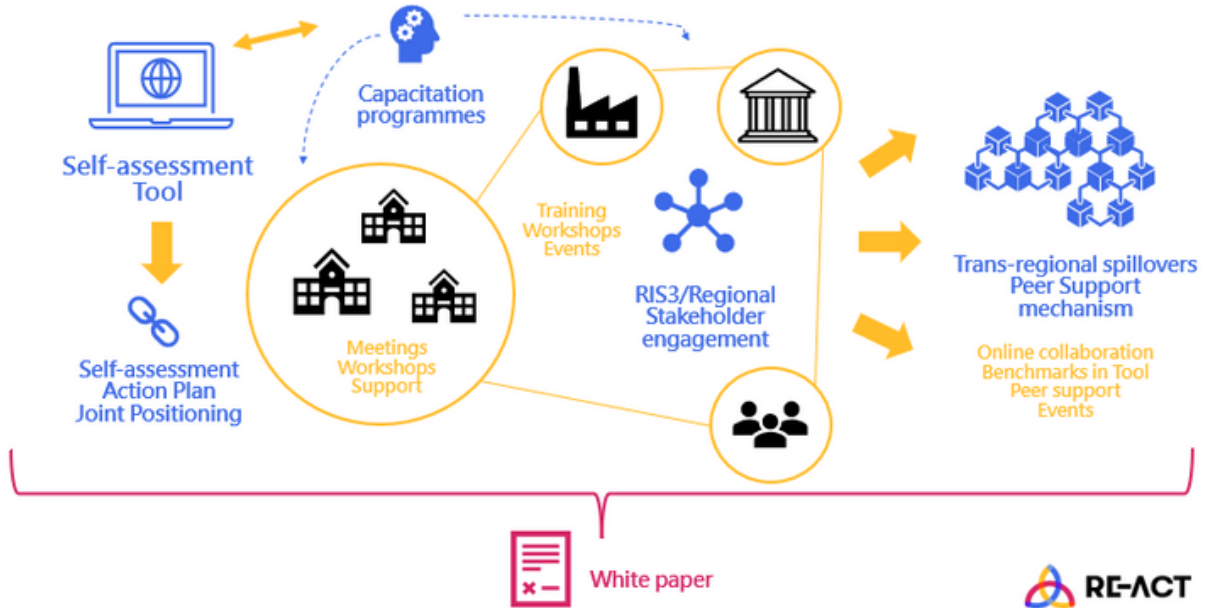 Capacitation
programmes
Self-assessment
Tool
Self-assessment
Action Plan
Joint Positioning
Meetings
Workshops
Support
Training
Workshops
Events
RIS3/Regional
Stakeholder
engagement
Trans-regional spillovers
Peer Support
mechanism
Online collaboration
Benchmarks in Tool
Peer support
Events
White paper
RE-ACT